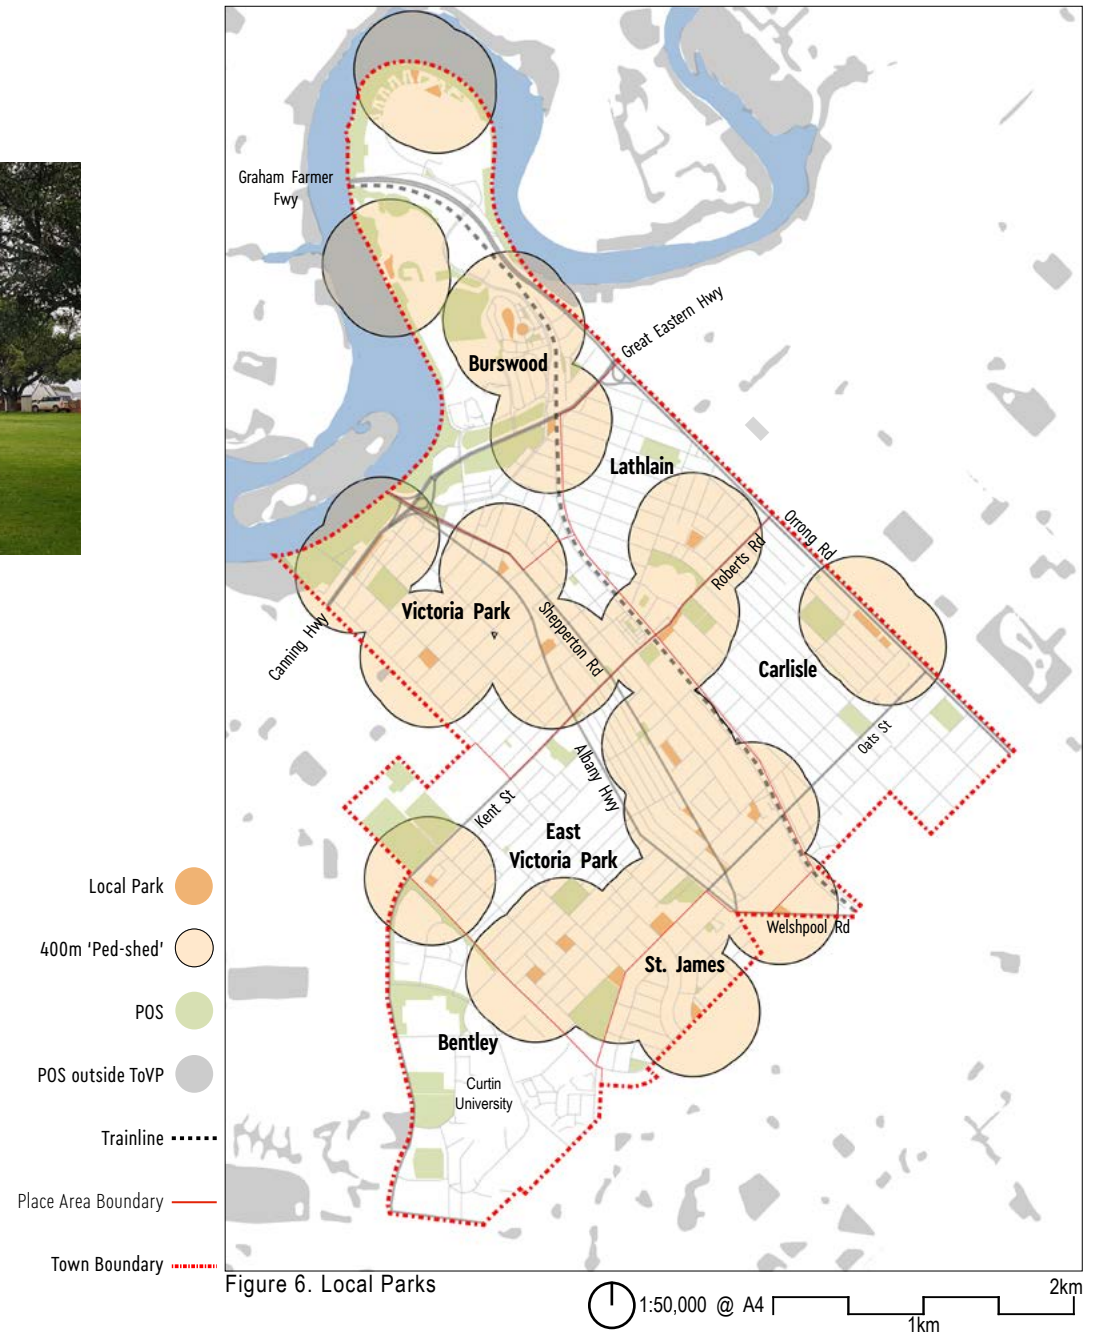 Graham Farmer
Fwy
Great Eastern Hwy
Burswood
Lathlain
Orrong Rd
Roberts Rd
Victoria Park
Shepperton Rd
Canning Hwy
Carlisle
Oats St
Albany Hwy
Kent St
East
Victoria Park
Welshpool Rd
St. James
Bentley
Curtin
University
Local Park
400m 'Ped-shed'
POS
POS outside ToVP
Trainline
Place Area Boundary
Town Boundary
Figure 6. Local Parks
1:50,000 @ A4
1km
2km